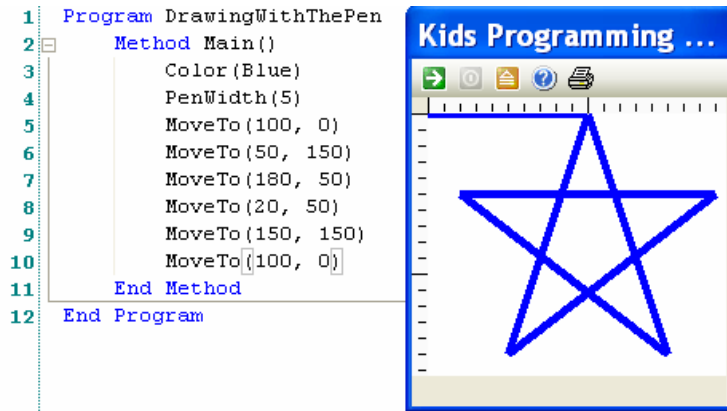 1 Program DrawingWithThePen
2 Method Main()
3 Color(Blue)
4 PenWidth(5)
5 MoveTo(100, 0)
6 MoveTo(50, 150)
7 MoveTo(180, 50)
8 MoveTo(20, 50)
9 MoveTo(150, 150)
10 MoveTo(100, 0)
11 End Method
12 End Program
Kids Programming ...